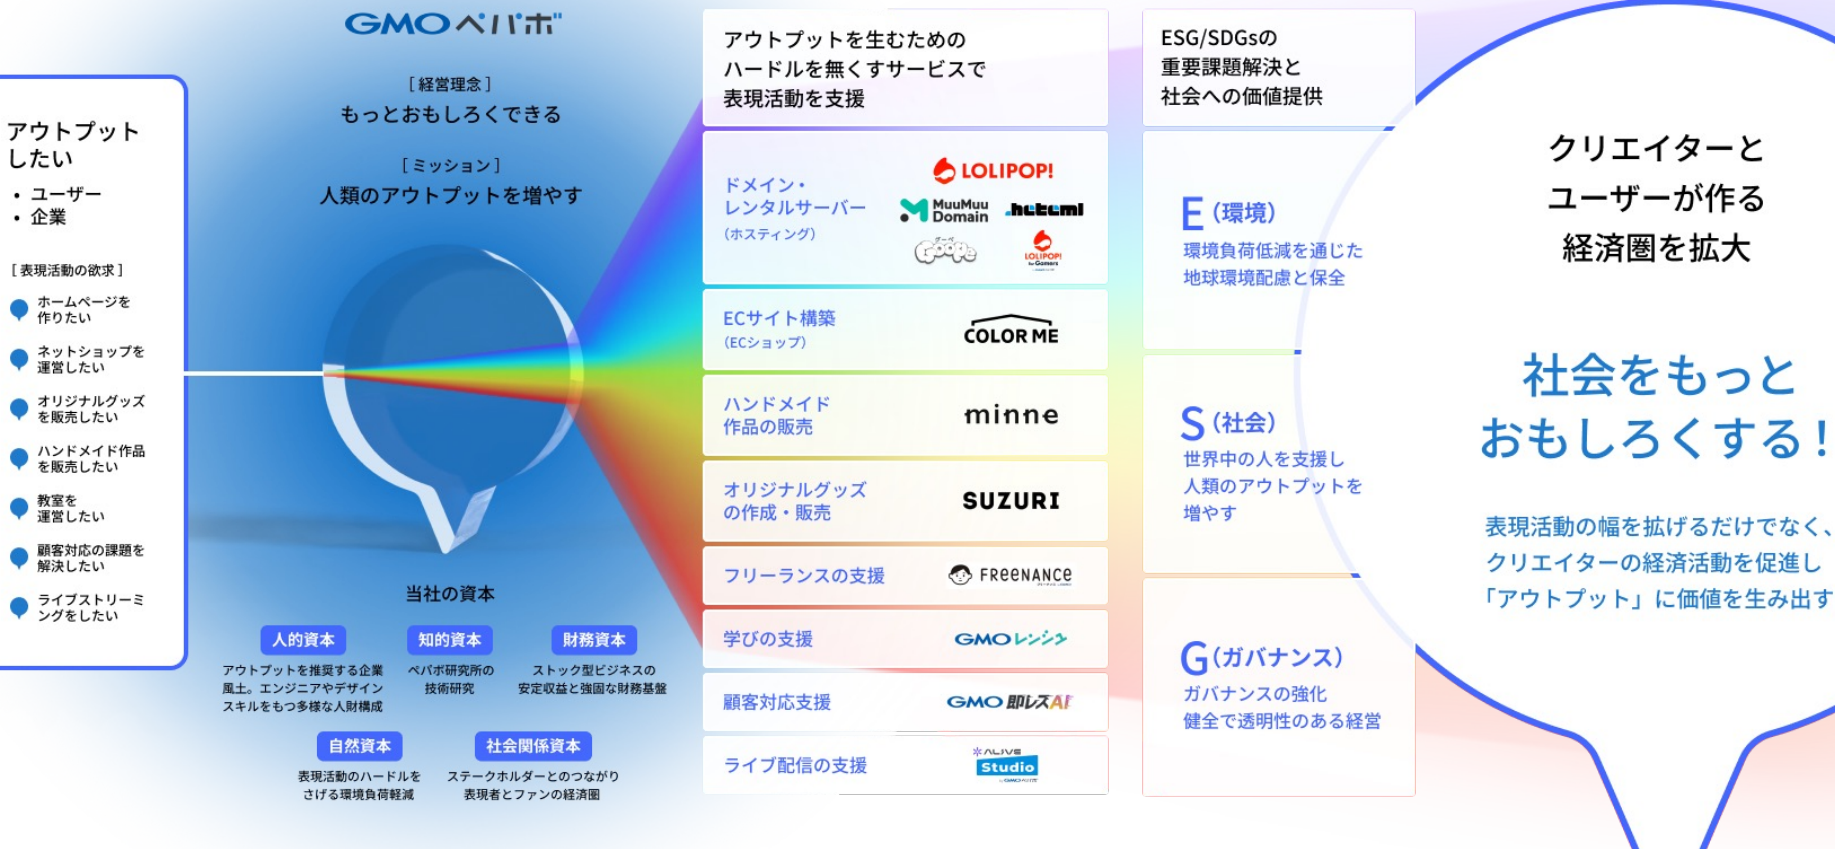 アウトプット
したい
・ ユーザー
・ 企業
[ 表現活動の欲求 ]
ホームページを
作りたい
ネットショップを
運営したい
オリジナルグッズ
を販売したい
ハンドメイド作品
を販売したい
教室を
運営したい
顧客対応の課題を
解決したい
ライブストリーミ
ングをしたい
GMOペパボ
[ 経営理念 ]
もっとおもしろくできる
[ ミッション ]
人類のアウトプットを増やす
当社の資本
人的資本
アウトプットを推奨する企業
風土。エンジニアやデザイン
スキルをもつ多様な人財構成
知的資本
ペパボ研究所の
技術研究
財務資本
ストック型ビジネスの
安定収益と強固な財務基盤
自然資本
表現活動のハードルを
さげる環境負荷軽減
社会関係資本
ステークホルダーとのつながり
表現者とファンの経済圏
アウトプットを生むための
ハードルを無くすサービスで
表現活動を支援
ドメイン・
レンタルサーバー
（ホスティング）
LOLIPOP!
MuuMuu
Domain
.heteml
グーペ
Goope
LOLIPOP!
for Gamers
ECサイト構築
（ECショップ）
COLOR ME
ハンドメイド
作品の販売
minne
オリジナルグッズ
の作成・販売
SUZURI
フリーランスの支援
FREENANCE
学びの支援
GMOレンシュ
顧客対応支援
GMO 即レスAI
ライブ配信の支援
ALIVE
Studio
by GMOペパボ
ESG/SDGsの
重要課題解決と
社会への価値提供
E（環境）
環境負荷低減を通じた
地球環境配慮と保全
S（社会）
世界中の人を支援し
人類のアウトプットを
増やす
G（ガバナンス）
ガバナンスの強化
健全で透明性のある経営
クリエイターと
ユーザーが作る
経済圏を拡大
社会をもっと
おもしろくする！
表現活動の幅を拡げるだけでなく、
クリエイターの経済活動を促進し
「アウトプット」に価値を生み出す